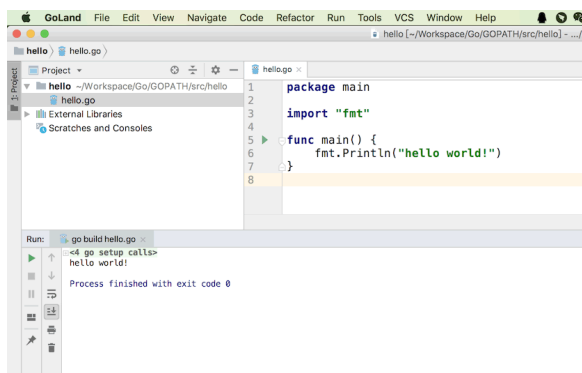 GoLand File Edit View Navigate Code Refactor Run Tools VCS Window Help
hello [~/Workspace/Go/GOPATH/src/hello] - .../
hello hello.go
1: Project
Project
hello.go
hello ~/Workspace/Go/GOPATH/src/hello
hello.go
External Libraries
Scratches and Consoles
1 package main
2
3 import "fmt"
4
5 func main() {
6 fmt.Println("hello world!")
7 }
8
Run: go build hello.go
<4 go setup calls>
hello world!
Process finished with exit code 0